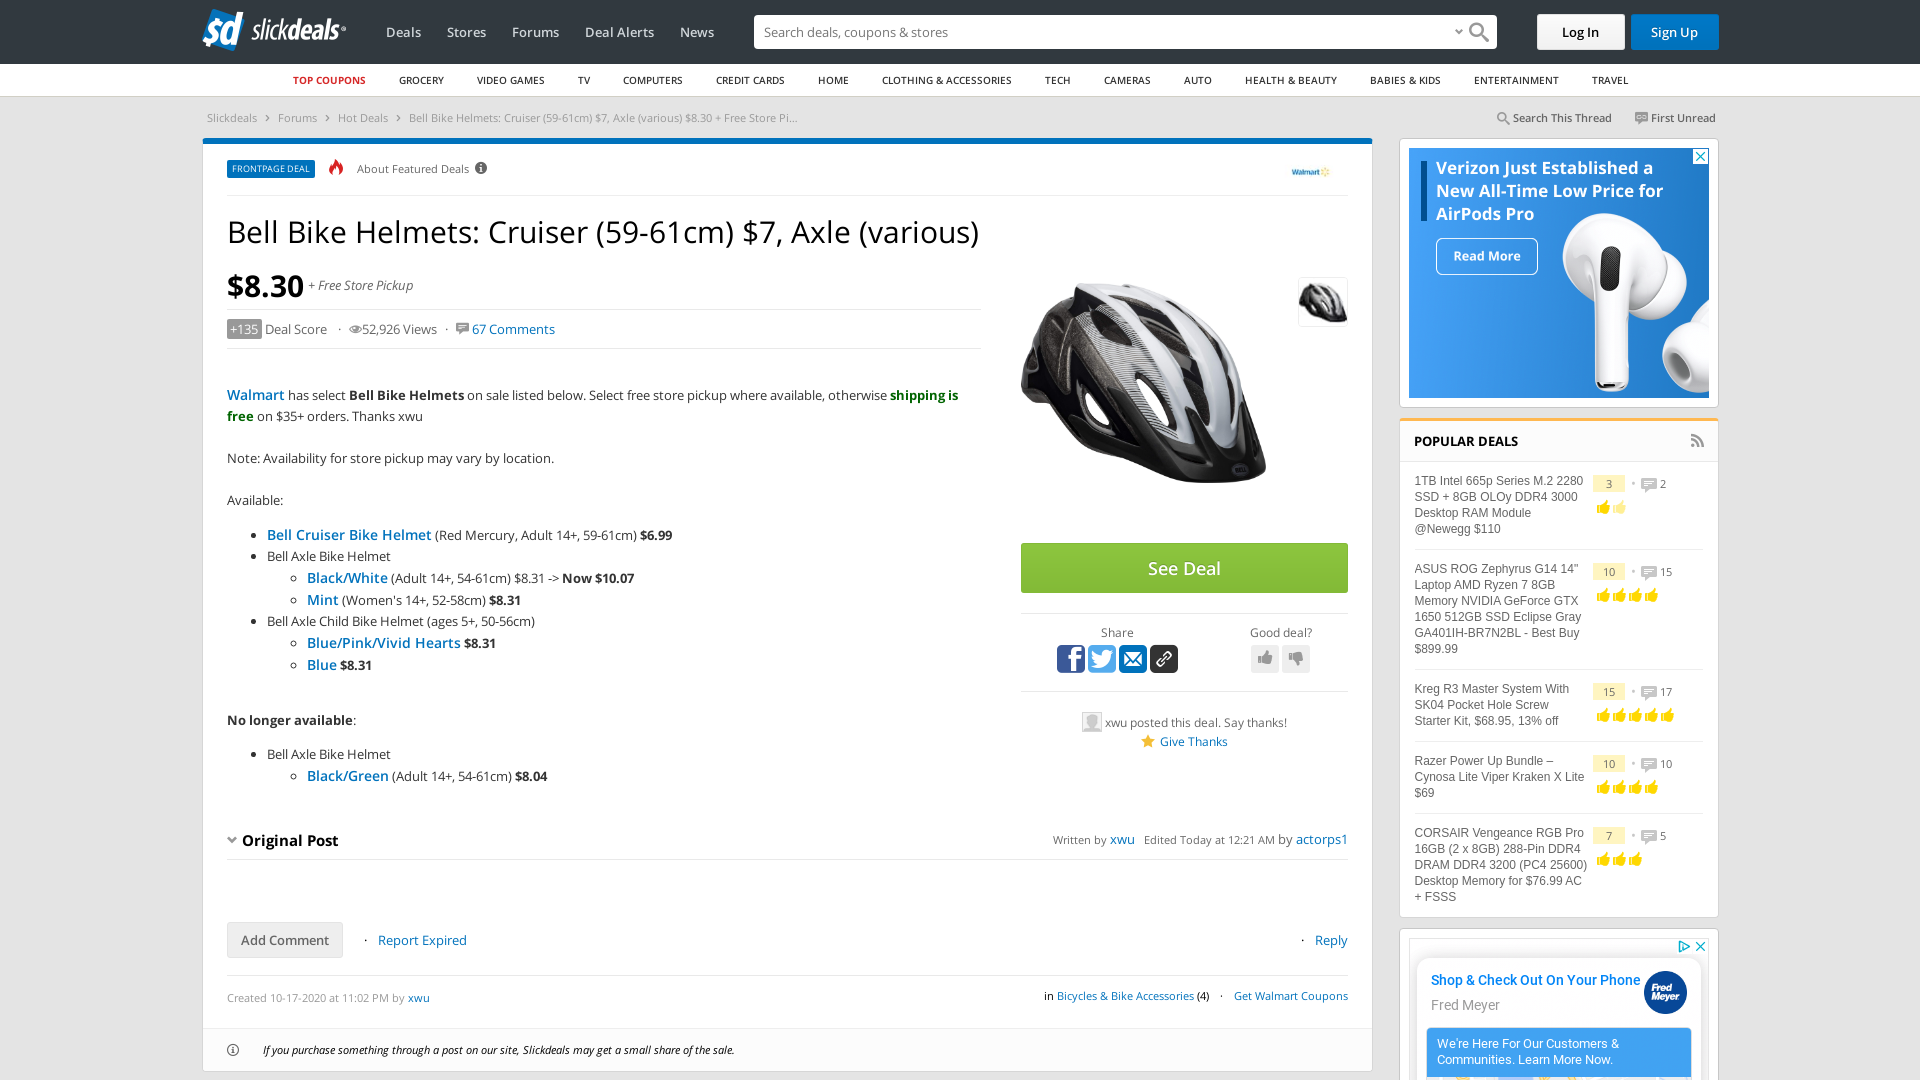 slickdeals
Deals Stores Forums Deal Alerts News
Search deals, coupons & stores
Log In Sign Up
TOP COUPONS GROCERY VIDEO GAMES TV COMPUTERS CREDIT CARDS HOME CLOTHING & ACCESSORIES TECH CAMERAS AUTO HEALTH & BEAUTY BABIES & KIDS ENTERTAINMENT TRAVEL
Slickdeals › Forums › Hot Deals › Bell Bike Helmets: Cruiser (59-61cm) $7, Axle (various) $8.30 + Free Store Pi...
Search This Thread First Unread
FRONTPAGE DEAL About Featured Deals
Walmart
Bell Bike Helmets: Cruiser (59-61cm) $7, Axle (various)
$8.30 + Free Store Pickup
+135 Deal Score · 52,926 Views · 67 Comments
Walmart has select Bell Bike Helmets on sale listed below. Select free store pickup where available, otherwise shipping is
free on $35+ orders. Thanks xwu
Note: Availability for store pickup may vary by location.
Available:
Bell Cruiser Bike Helmet (Red Mercury, Adult 14+, 59-61cm) $6.99
Bell Axle Bike Helmet
Black/White (Adult 14+, 54-61cm) $8.31 -> Now $10.07
Mint (Women's 14+, 52-58cm) $8.31
Bell Axle Child Bike Helmet (ages 5+, 50-56cm)
Blue/Pink/Vivid Hearts $8.31
Blue $8.31
No longer available:
Bell Axle Bike Helmet
Black/Green (Adult 14+, 54-61cm) $8.04
See Deal
Share Good deal?
xwu posted this deal. Say thanks!
Give Thanks
Original Post
Written by xwu Edited Today at 12:21 AM by actorps1
Add Comment · Report Expired · Reply
Created 10-17-2020 at 11:02 PM by xwu
in Bicycles & Bike Accessories (4) · Get Walmart Coupons
If you purchase something through a post on our site, Slickdeals may get a small share of the sale.
Verizon Just Established a
New All-Time Low Price for
AirPods Pro
Read More
POPULAR DEALS
1TB Intel 665p Series M.2 2280
SSD + 8GB OLOy DDR4 3000
Desktop RAM Module
@Newegg $110
3 • 2
ASUS ROG Zephyrus G14 14"
Laptop AMD Ryzen 7 8GB
Memory NVIDIA GeForce GTX
1650 512GB SSD Eclipse Gray
GA401IH-BR7N2BL - Best Buy
$899.99
10 • 15
Kreg R3 Master System With
SK04 Pocket Hole Screw
Starter Kit, $68.95, 13% off
15 • 17
Razer Power Up Bundle –
Cynosa Lite Viper Kraken X Lite
$69
10 • 10
CORSAIR Vengeance RGB Pro
16GB (2 x 8GB) 288-Pin DDR4
DRAM DDR4 3200 (PC4 25600)
Desktop Memory for $76.99 AC
+ FSSS
7 • 5
Shop & Check Out On Your Phone
Fred Meyer
Fred
Meyer
We're Here For Our Customers &
Communities. Learn More Now.